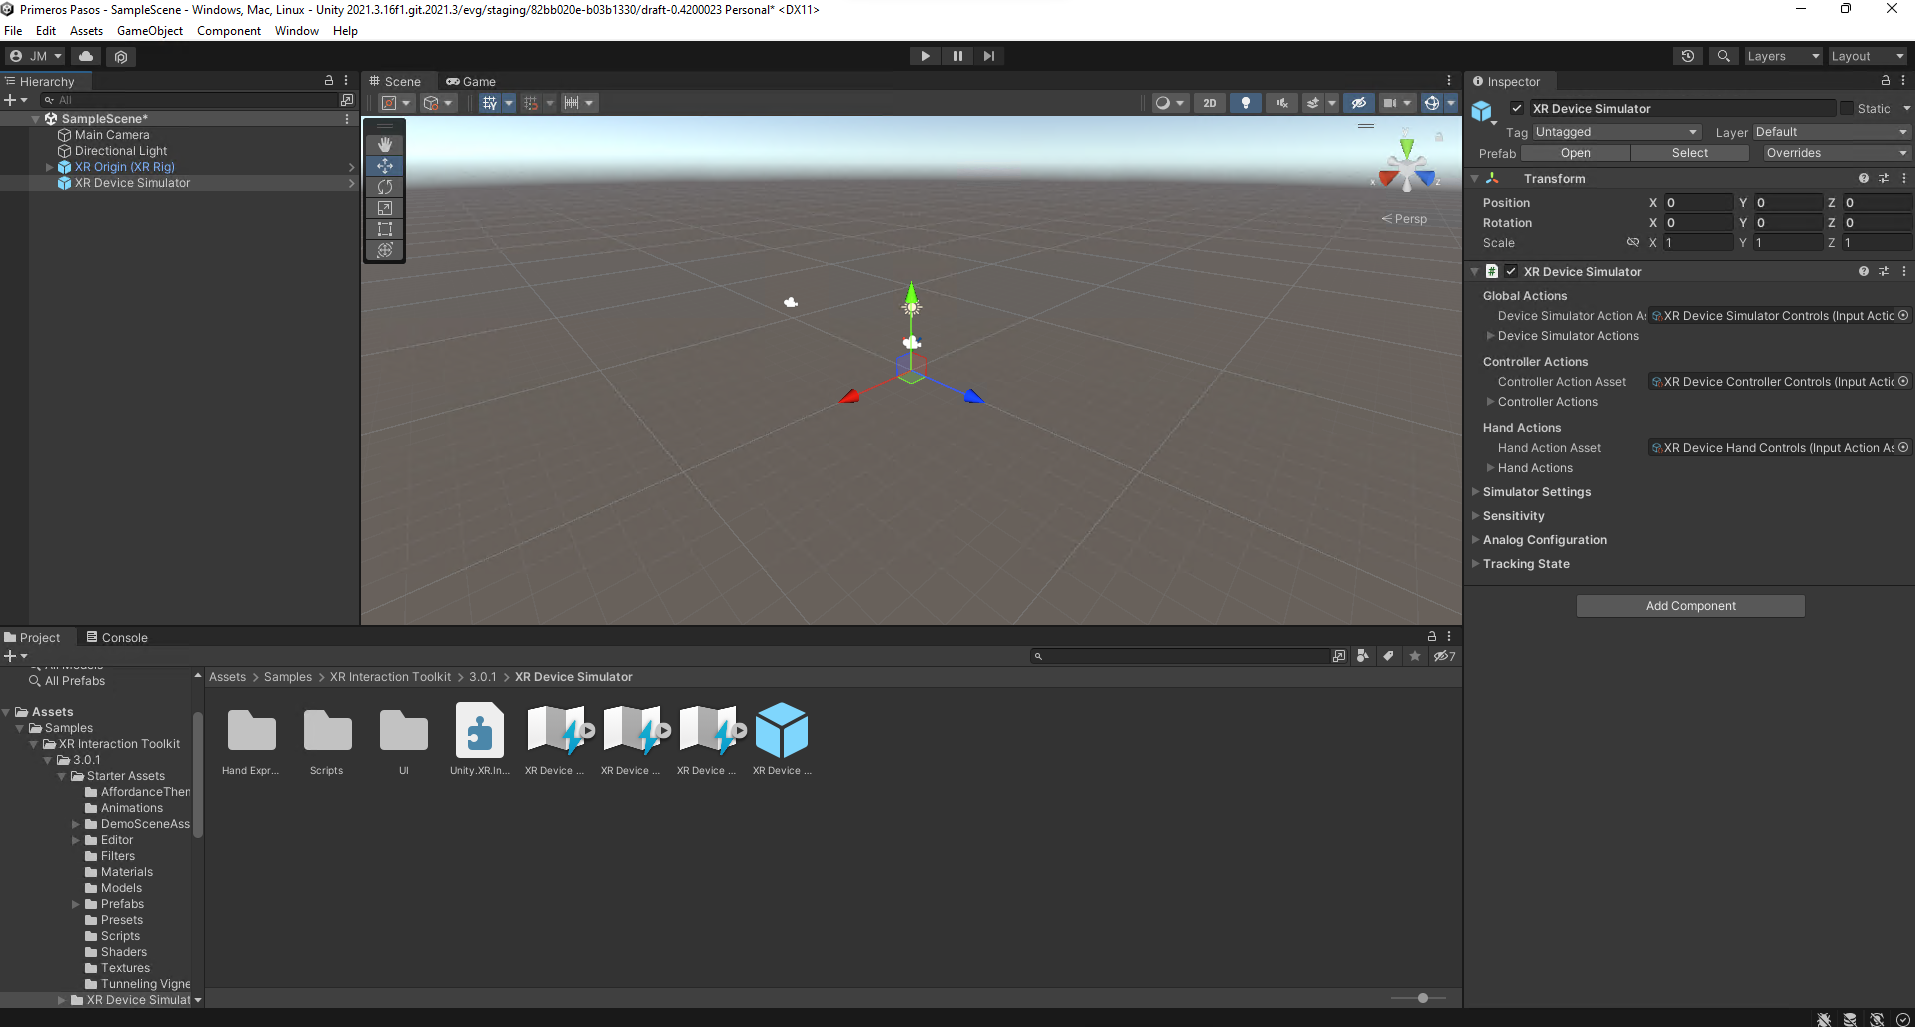 Primeros Pasos - SampleScene - Windows, Mac, Linux - Unity 2021.3.16f1.git.2021.3/evg/staging/82bb020e-b03b1330/draft-0.4200023 Personal* <DX11>
File Edit Assets GameObject Component Window Help
JM Layers Layout
Hierarchy
All
SampleScene*
Main Camera
Directional Light
XR Origin (XR Rig)
XR Device Simulator
Scene Game
2D
Y
x z
Persp
Inspector
XR Device Simulator Static
Tag Untagged Layer Default
Prefab Open Select Overrides
Transform
Position X 0 Y 0 Z 0
Rotation X 0 Y 0 Z 0
Scale X 1 Y 1 Z 1
# XR Device Simulator
Global Actions
Device Simulator Action As XR Device Simulator Controls (Input Actic
Device Simulator Actions
Controller Actions
Controller Action Asset XR Device Controller Controls (Input Actic
Controller Actions
Hand Actions
Hand Action Asset XR Device Hand Controls (Input Action As
Hand Actions
Simulator Settings
Sensitivity
Analog Configuration
Tracking State
Add Component
Project Console
7
All Models
All Prefabs
Assets
Samples
XR Interaction Toolkit
3.0.1
Starter Assets
AffordanceThem
Animations
DemoSceneAss
Editor
Filters
Materials
Models
Prefabs
Presets
Scripts
Shaders
Textures
Tunneling Vigne
XR Device Simulat
Assets > Samples > XR Interaction Toolkit > 3.0.1 > XR Device Simulator
Hand Expr... Scripts UI Unity.XR.In... XR Device ... XR Device ... XR Device ... XR Device ...